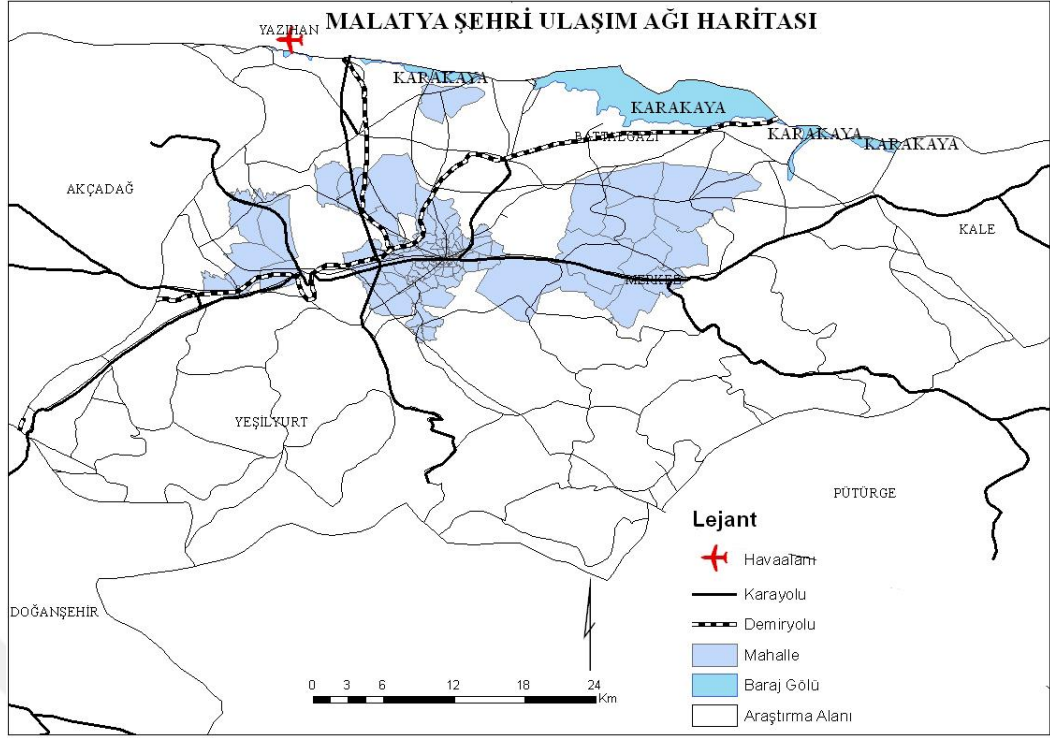 MALATYA ŞEHRİ ULAŞIM AĞI HARİTASI
YAZIHAN
KARAKAYA
KARAKAYA
BATTALGAZİ
KARAKAYA
KARAKAYA
AKÇADAĞ
KALE
MERKEZ
YEŞİLYURT
PÜTÜRGE
DOĞANŞEHİR
Lejant
Havaalanı
Karayolu
Demiryolu
Mahalle
Baraj Gölü
Araştırma Alanı
0 3 6 12 18 24
Km